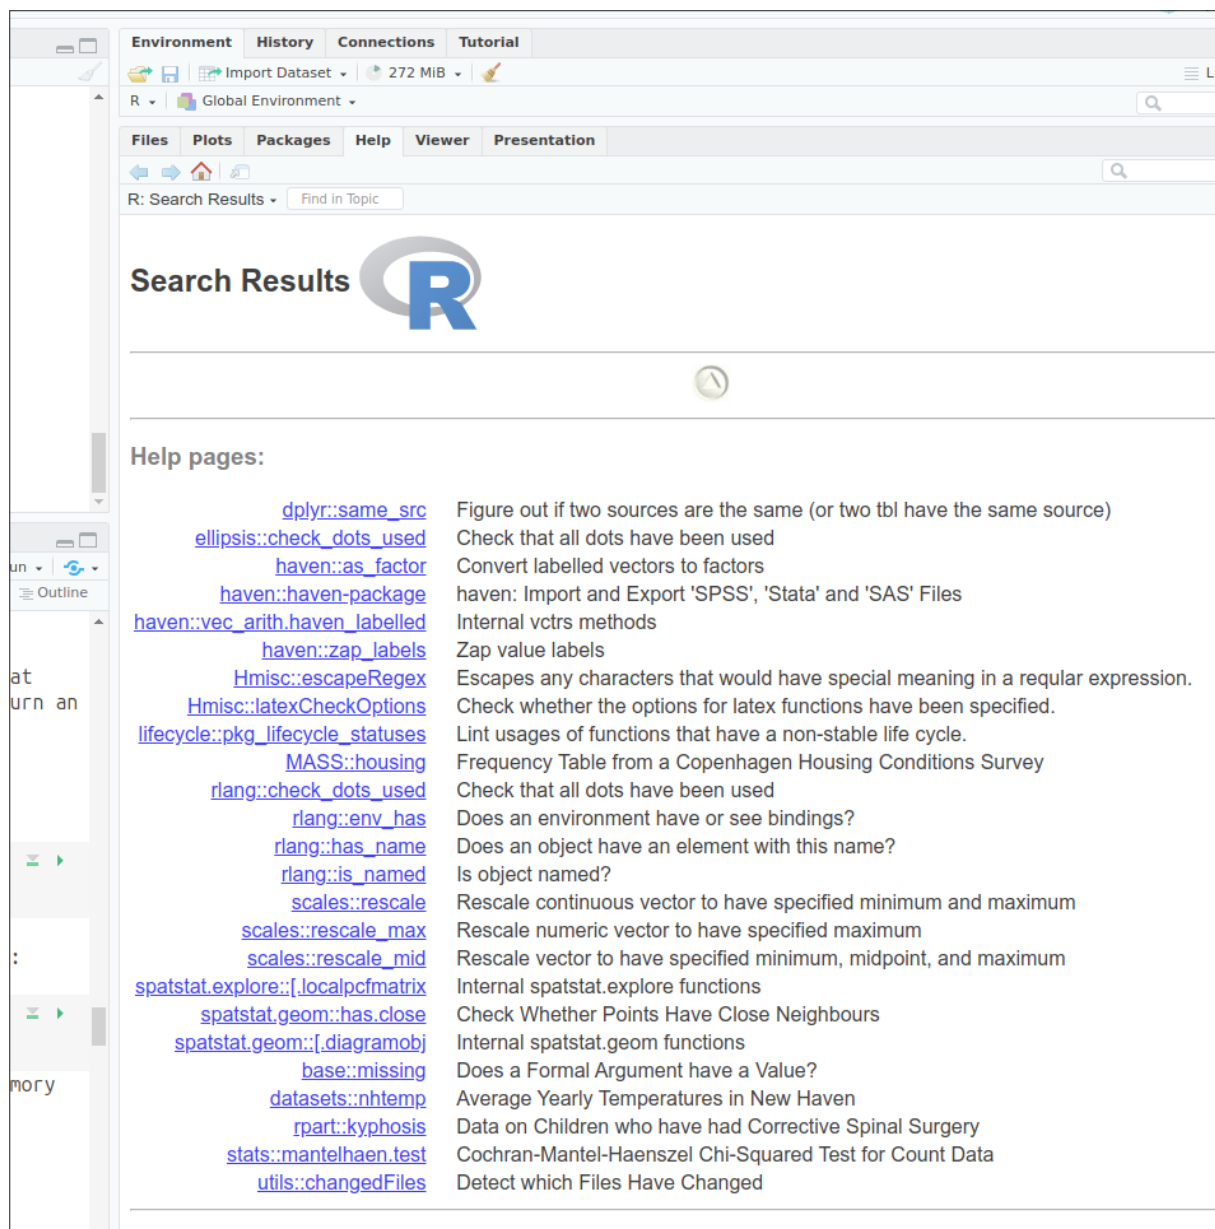 Environment History Connections Tutorial
Import Dataset 272 MiB
R Global Environment
Files Plots Packages Help Viewer Presentation
R: Search Results Find in Topic
Search Results R
Help pages:
dplyr::same_src Figure out if two sources are the same (or two tbl have the same source)
ellipsis::check_dots_used Check that all dots have been used
haven::as_factor Convert labelled vectors to factors
haven::haven-package haven: Import and Export 'SPSS', 'Stata' and 'SAS' Files
haven::vec_arith.haven_labelled Internal vctrs methods
haven::zap_labels Zap value labels
Hmisc::escapeRegex Escapes any characters that would have special meaning in a reqular expression.
Hmisc::latexCheckOptions Check whether the options for latex functions have been specified.
lifecycle::pkg_lifecycle_statuses Lint usages of functions that have a non-stable life cycle.
MASS::housing Frequency Table from a Copenhagen Housing Conditions Survey
rlang::check_dots_used Check that all dots have been used
rlang::env_has Does an environment have or see bindings?
rlang::has_name Does an object have an element with this name?
rlang::is_named Is object named?
scales::rescale Rescale continuous vector to have specified minimum and maximum
scales::rescale_max Rescale numeric vector to have specified maximum
scales::rescale_mid Rescale vector to have specified minimum, midpoint, and maximum
spatstat.explore::[.localpcfmatrix Internal spatstat.explore functions
spatstat.geom::has.close Check Whether Points Have Close Neighbours
spatstat.geom::[.diagramobj Internal spatstat.geom functions
base::missing Does a Formal Argument have a Value?
datasets::nhtemp Average Yearly Temperatures in New Haven
rpart::kyphosis Data on Children who have had Corrective Spinal Surgery
stats::mantelhaen.test Cochran-Mantel-Haenszel Chi-Squared Test for Count Data
utils::changedFiles Detect which Files Have Changed
un
Outline
at
urn an
:
mory